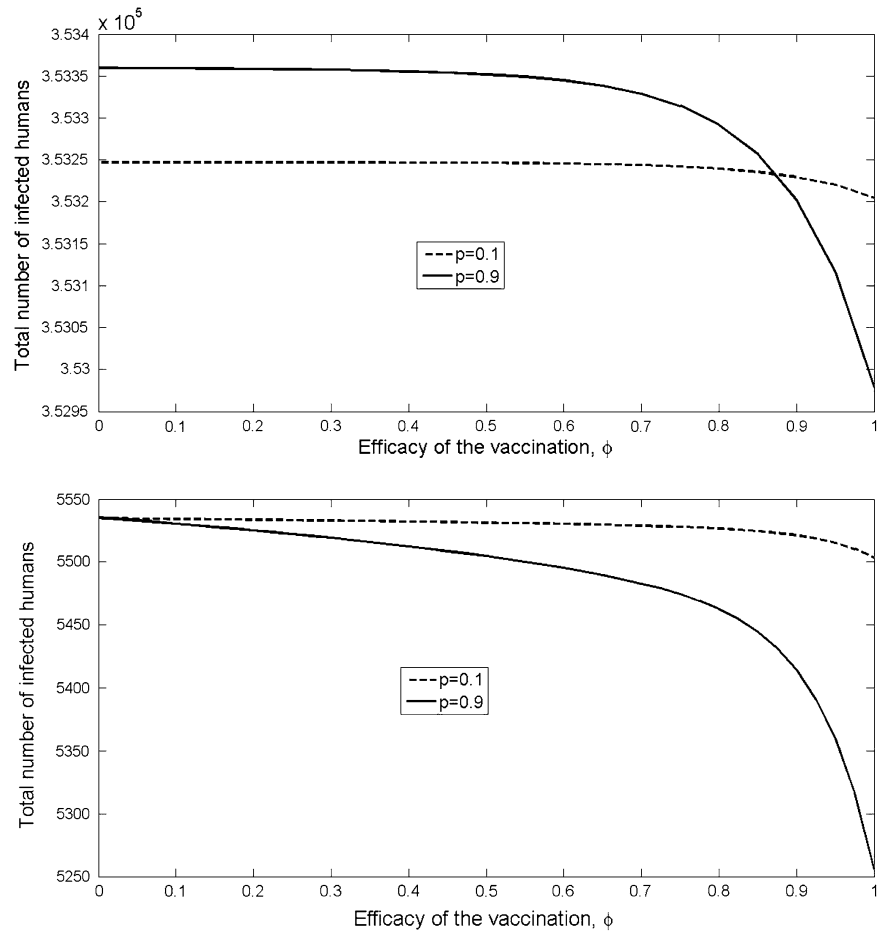 x 10^5
3.534
3.5335
3.533
3.5325
3.532
3.5315
3.531
3.5305
3.53
3.5295
Total number of infected humans
p=0.1
p=0.9
0 0.1 0.2 0.3 0.4 0.5 0.6 0.7 0.8 0.9 1
Efficacy of the vaccination, ϕ
5550
5500
5450
5400
5350
5300
5250
Total number of infected humans
p=0.1
p=0.9
0 0.1 0.2 0.3 0.4 0.5 0.6 0.7 0.8 0.9 1
Efficacy of the vaccination, ϕ